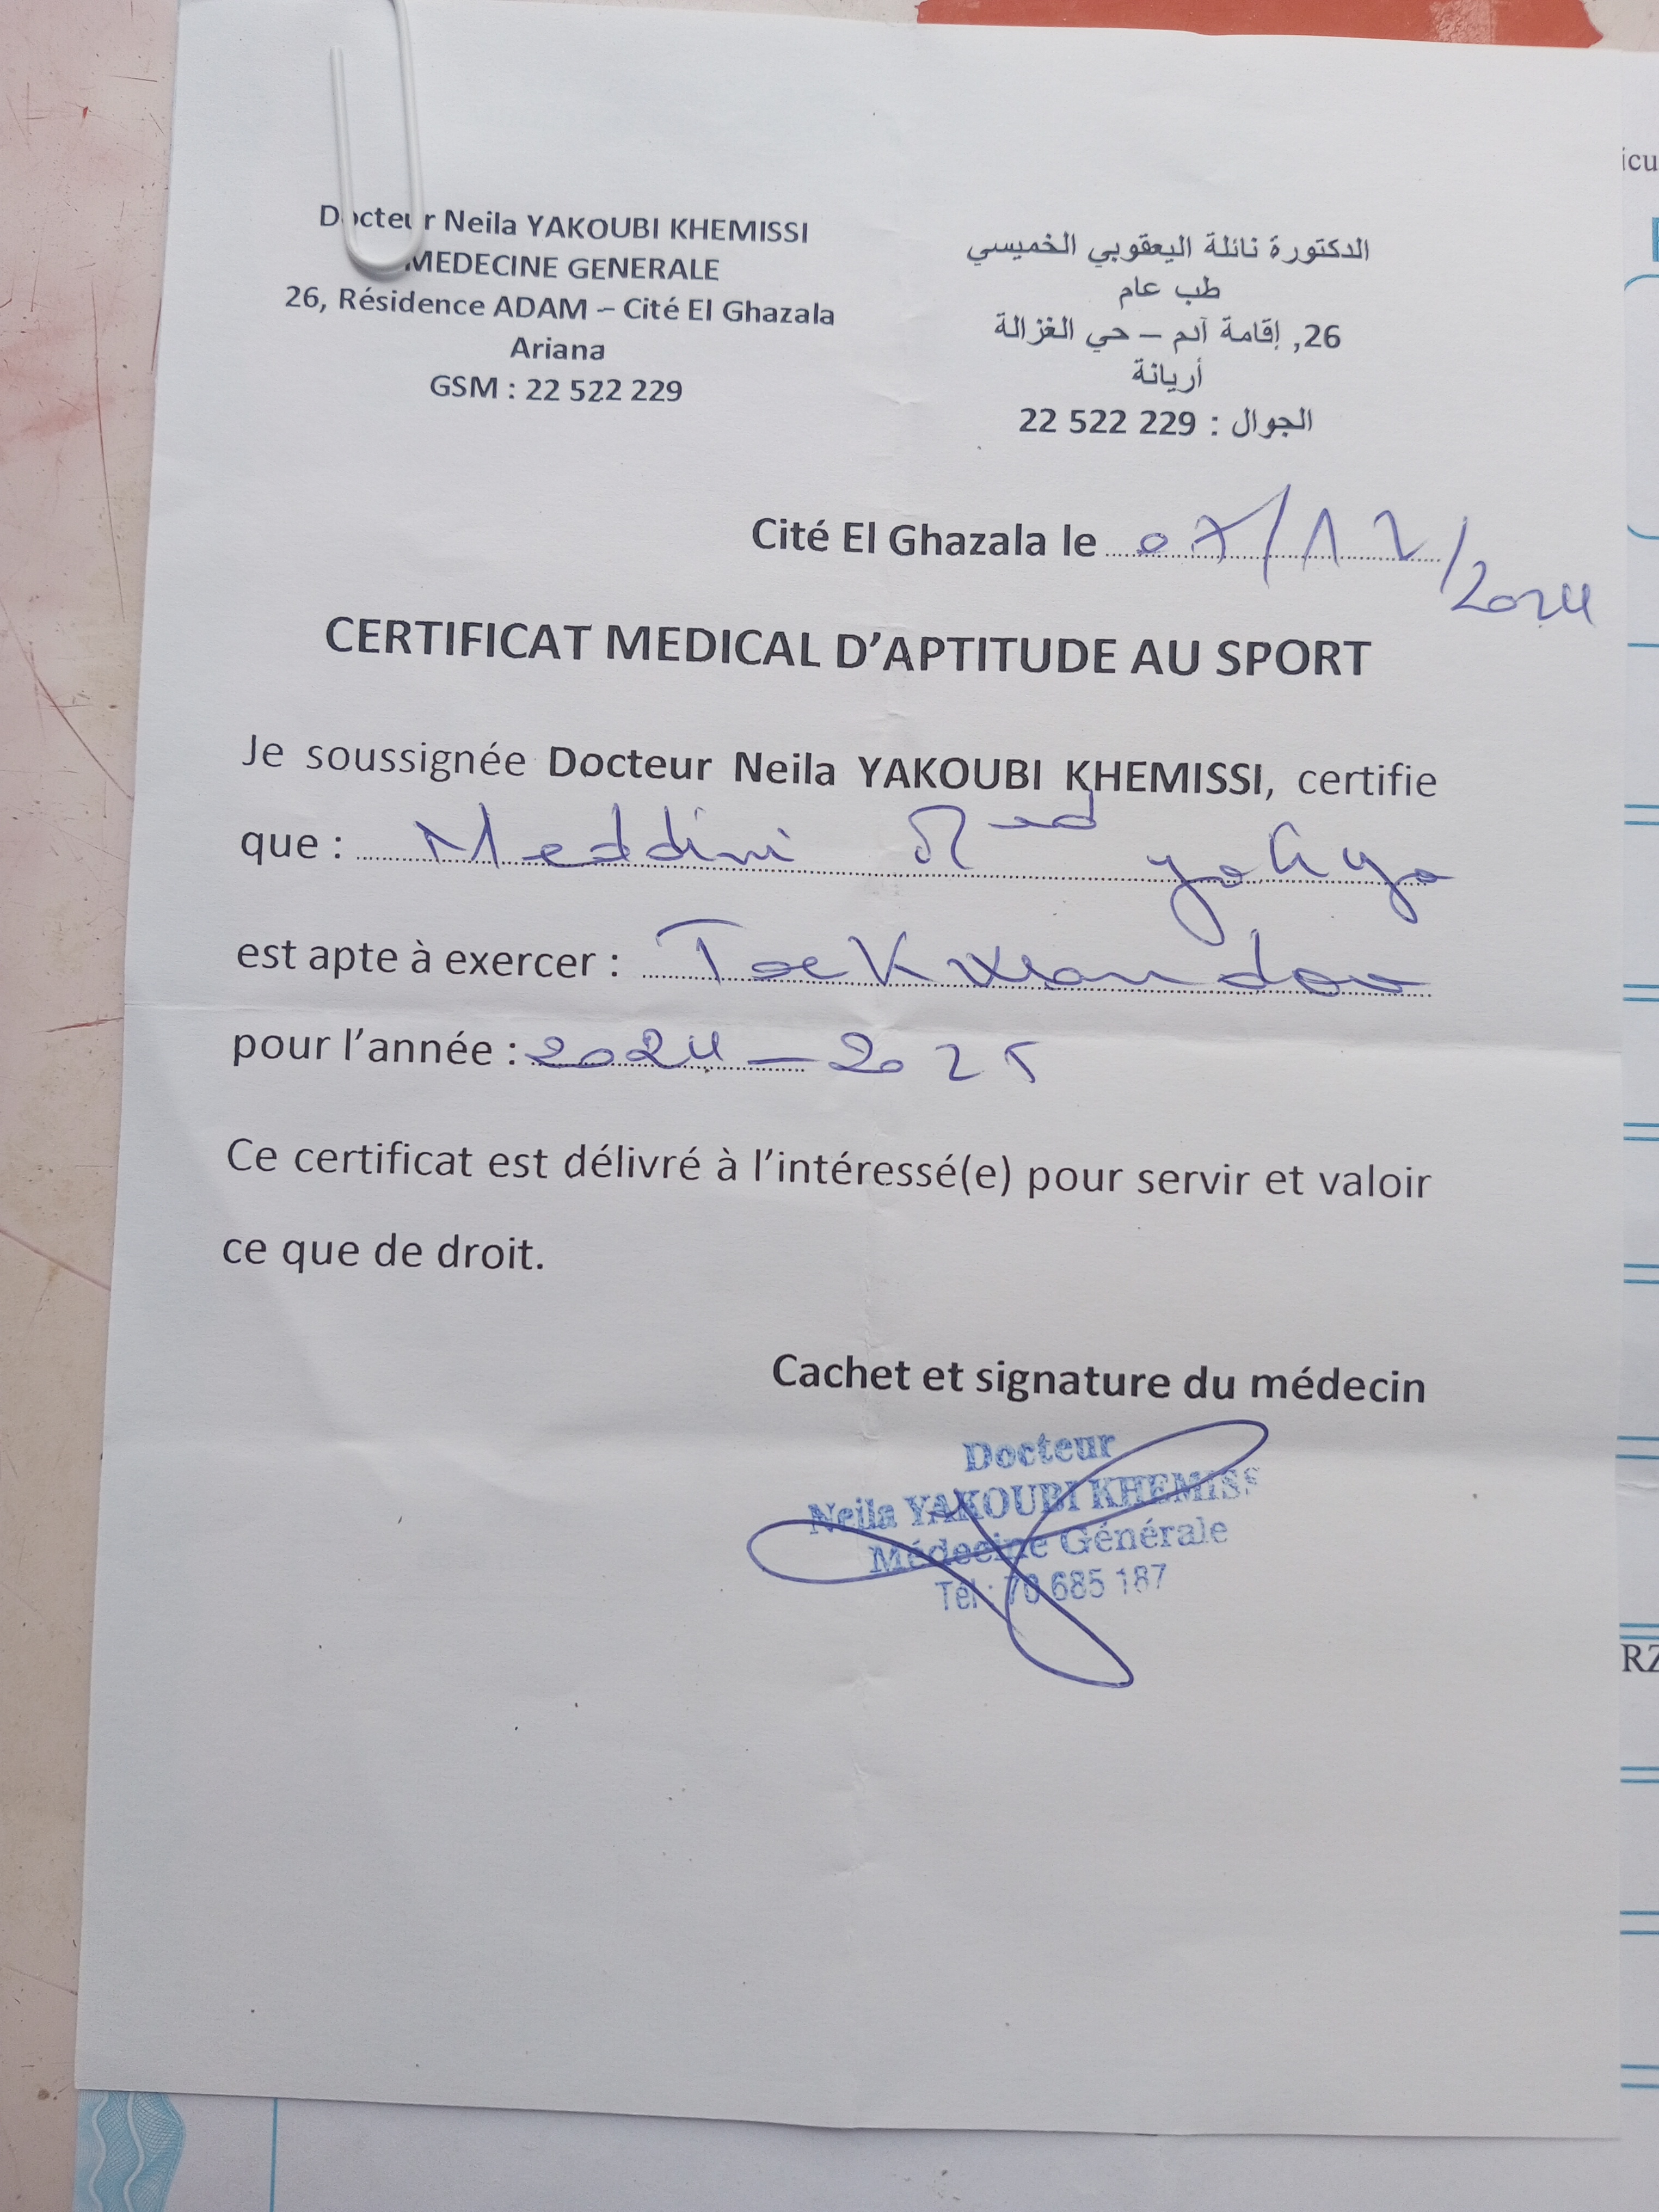 Docteur Neila YAKOUBI KHEMISSI
MEDECINE GENERALE
26, Résidence ADAM – Cité El Ghazala
Ariana
GSM : 22 522 229
الدكتورة نائلة اليعقوبي الخميسي
طب عام
26, إقامة آدم – حي الغزالة
أريانة
الجوال : 22 522 229
Cité El Ghazala le 07/12/2024
CERTIFICAT MEDICAL D'APTITUDE AU SPORT
Je soussignée Docteur Neila YAKOUBI KHEMISSI, certifie
que : Meddini Med yahya
est apte à exercer : Taekwandou
pour l'année : 2024 – 2025
Ce certificat est délivré à l'intéressé(e) pour servir et valoir
ce que de droit.
Cachet et signature du médecin
Docteur
Neila YAKOUBI KHEMISS
Médecine Générale
Tél : 70 685 187